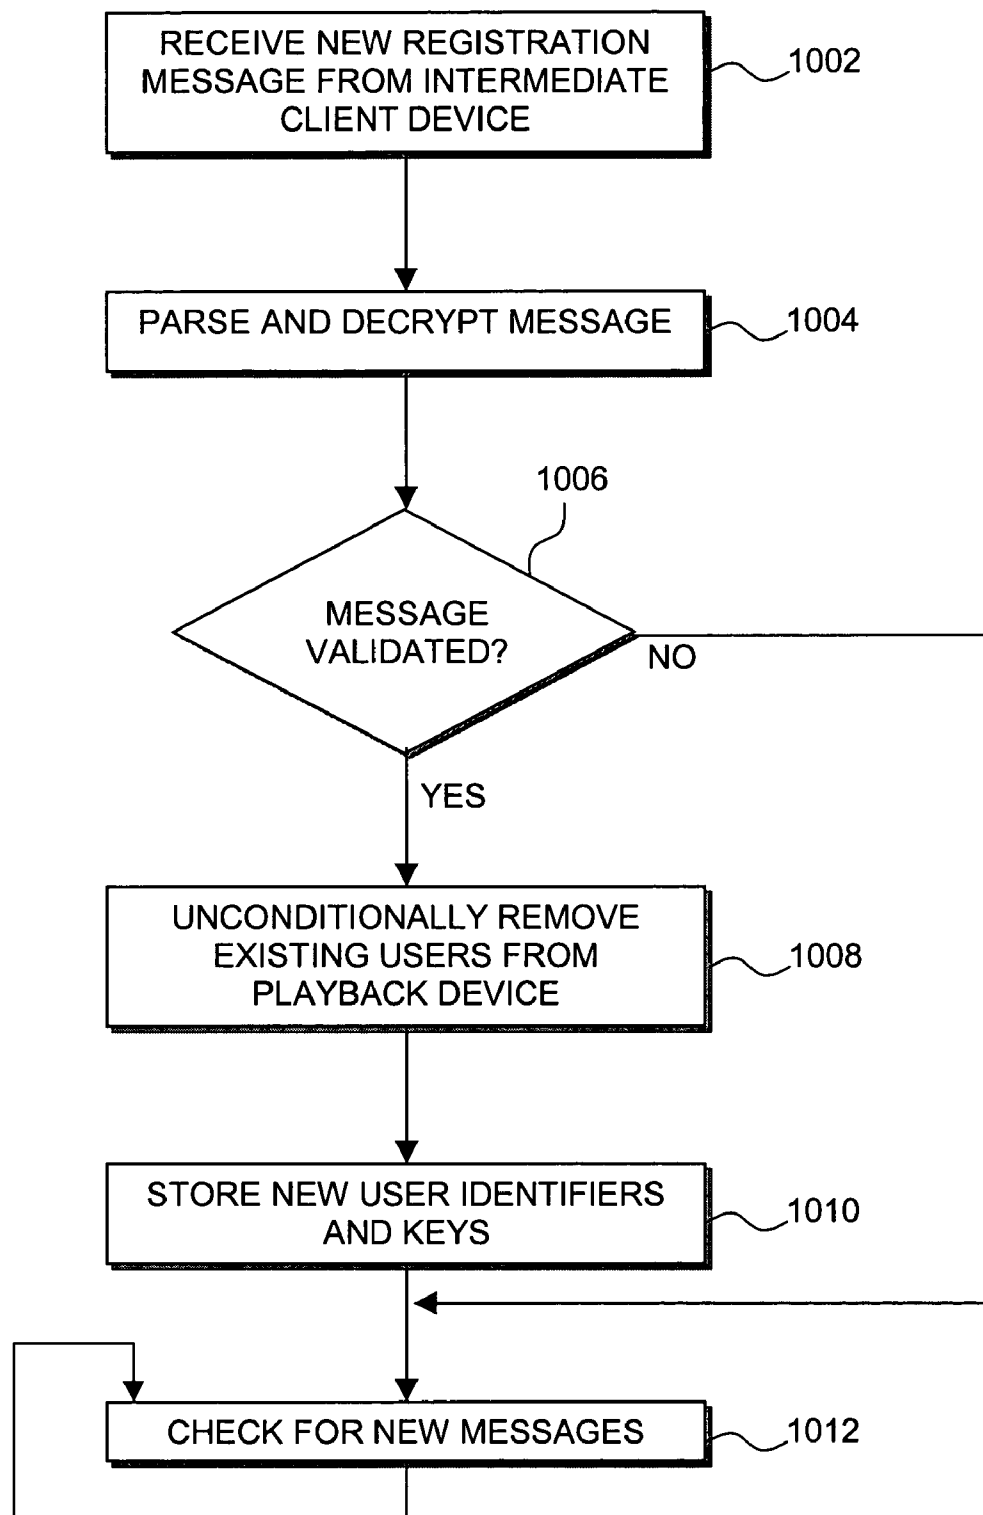 RECEIVE NEW REGISTRATION
MESSAGE FROM INTERMEDIATE
CLIENT DEVICE
1002
PARSE AND DECRYPT MESSAGE
1004
1006
MESSAGE
VALIDATED?
NO
YES
UNCONDITIONALLY REMOVE
EXISTING USERS FROM
PLAYBACK DEVICE
1008
STORE NEW USER IDENTIFIERS
AND KEYS
1010
CHECK FOR NEW MESSAGES
1012